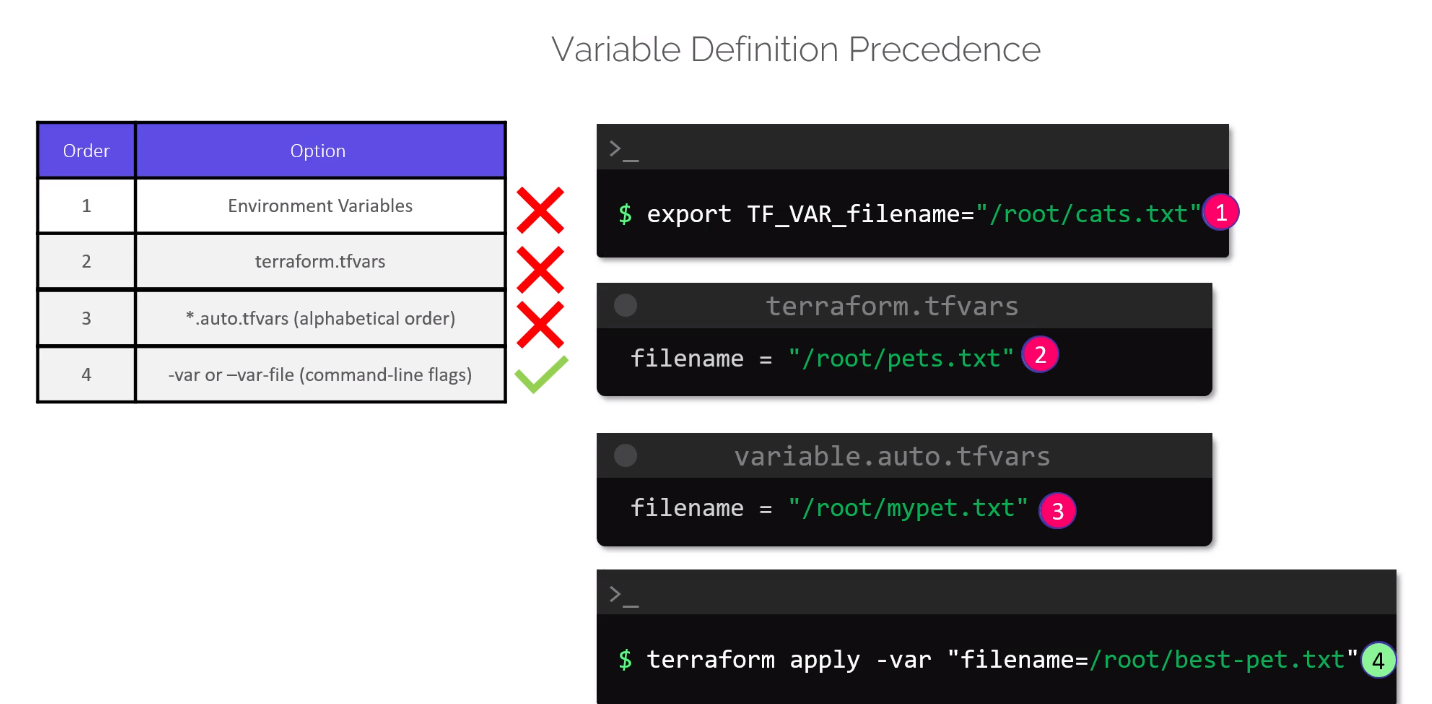 Variable Definition Precedence
Order Option
1 Environment Variables
2 terraform.tfvars
3 *.auto.tfvars (alphabetical order)
4 -var or –var-file (command-line flags)
>_
$ export TF_VAR_filename="/root/cats.txt" 1
terraform.tfvars
filename = "/root/pets.txt" 2
variable.auto.tfvars
filename = "/root/mypet.txt" 3
>_
$ terraform apply -var "filename=/root/best-pet.txt" 4